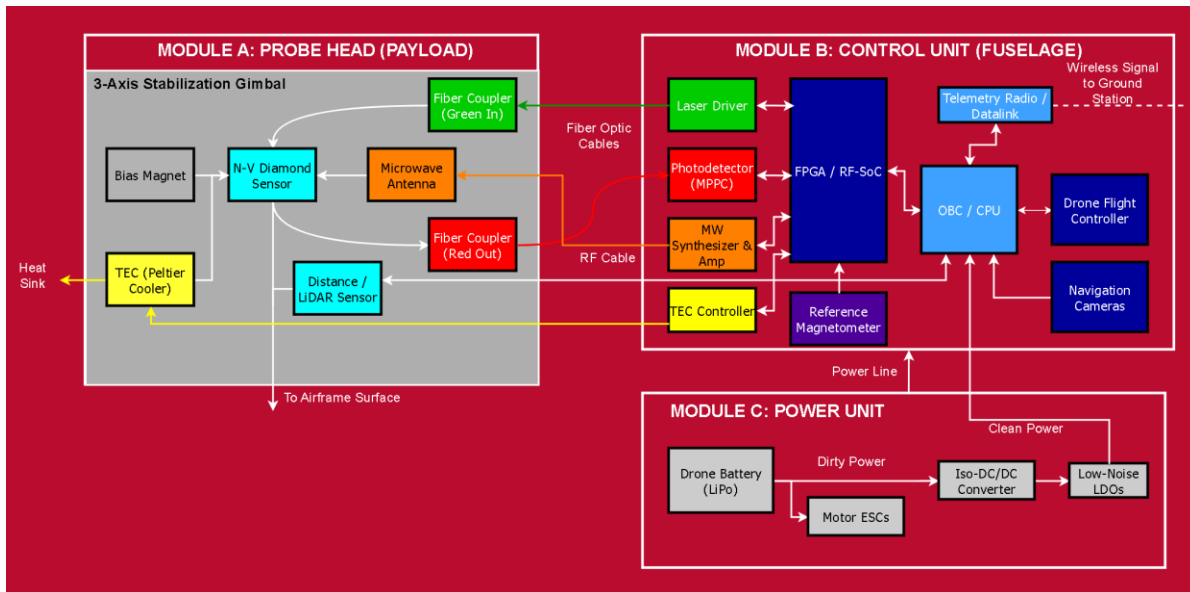 MODULE A: PROBE HEAD (PAYLOAD)
3-Axis Stabilization Gimbal
Fiber Coupler
(Green In)
Bias Magnet
N-V Diamond
Sensor
Microwave
Antenna
Fiber Coupler
(Red Out)
Heat
Sink
TEC (Peltier
Cooler)
Distance /
LiDAR Sensor
To Airframe Surface
Fiber Optic
Cables
RF Cable
MODULE B: CONTROL UNIT (FUSELAGE)
Wireless Signal
to Ground
Station
Laser Driver
Telemetry Radio /
Datalink
Photodetector
(MPPC)
FPGA / RF-SoC
OBC / CPU
Drone Flight
Controller
MW
Synthesizer &
Amp
TEC Controller
Reference
Magnetometer
Navigation
Cameras
Power Line
MODULE C: POWER UNIT
Clean Power
Drone Battery
(LiPo)
Dirty Power
Iso-DC/DC
Converter
Low-Noise
LDOs
Motor ESCs